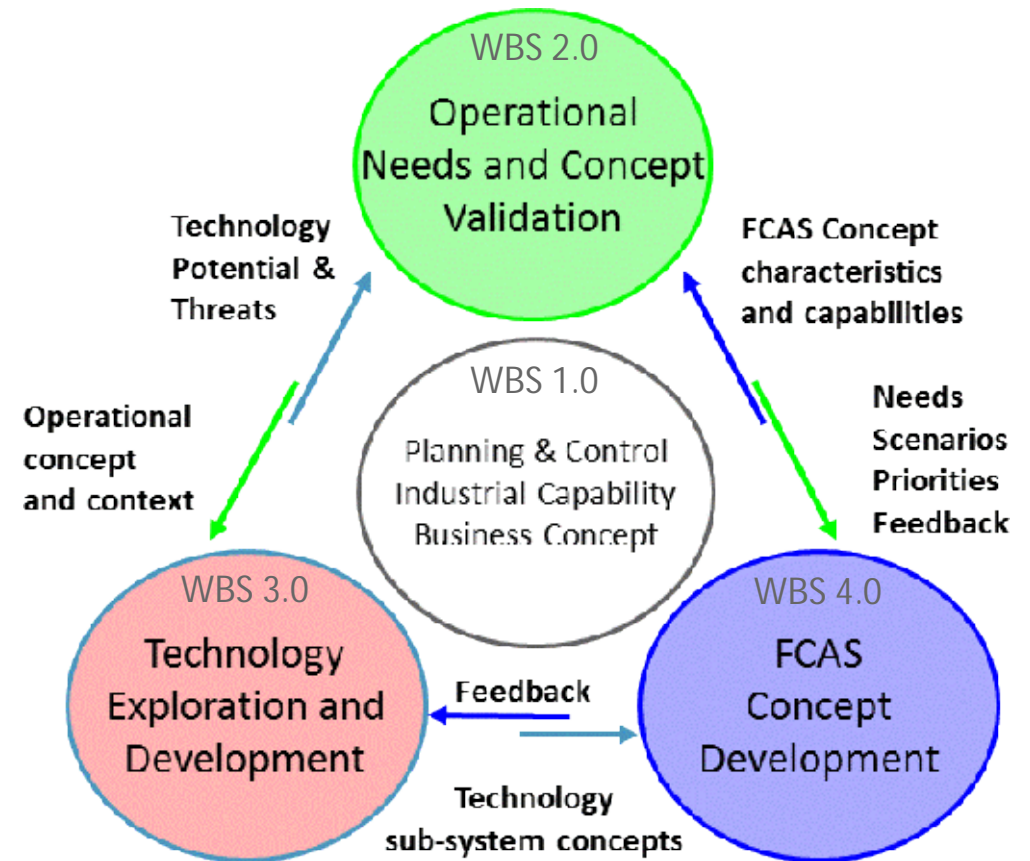 WBS 2.0
Operational
Needs and Concept
Validation
Technology
Potential &
Threats
FCAS Concept
characteristics
and capabilities
WBS 1.0
Planning & Control
Industrial Capability
Business Concept
Operational
concept
and context
Needs
Scenarios
Priorities
Feedback
WBS 3.0
Technology
Exploration and
Development
WBS 4.0
FCAS
Concept
Development
Feedback
Technology
sub-system concepts